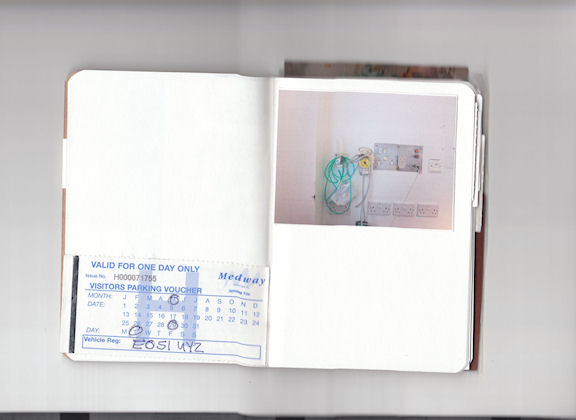 VALID FOR ONE DAY ONLY
Issue No. H000071755
Medway
VISITORS PARKING VOUCHER
MONTH: J F M A M J J A S O N D
DATE: 1 2 3 4 5 6 7 8 9 10 11 12
13 14 15 16 17 18 19 20 21 22 23 24
25 26 27 28 29 30 31
DAY: M T W T F S S
Vehicle Reg: EO51 UYZ